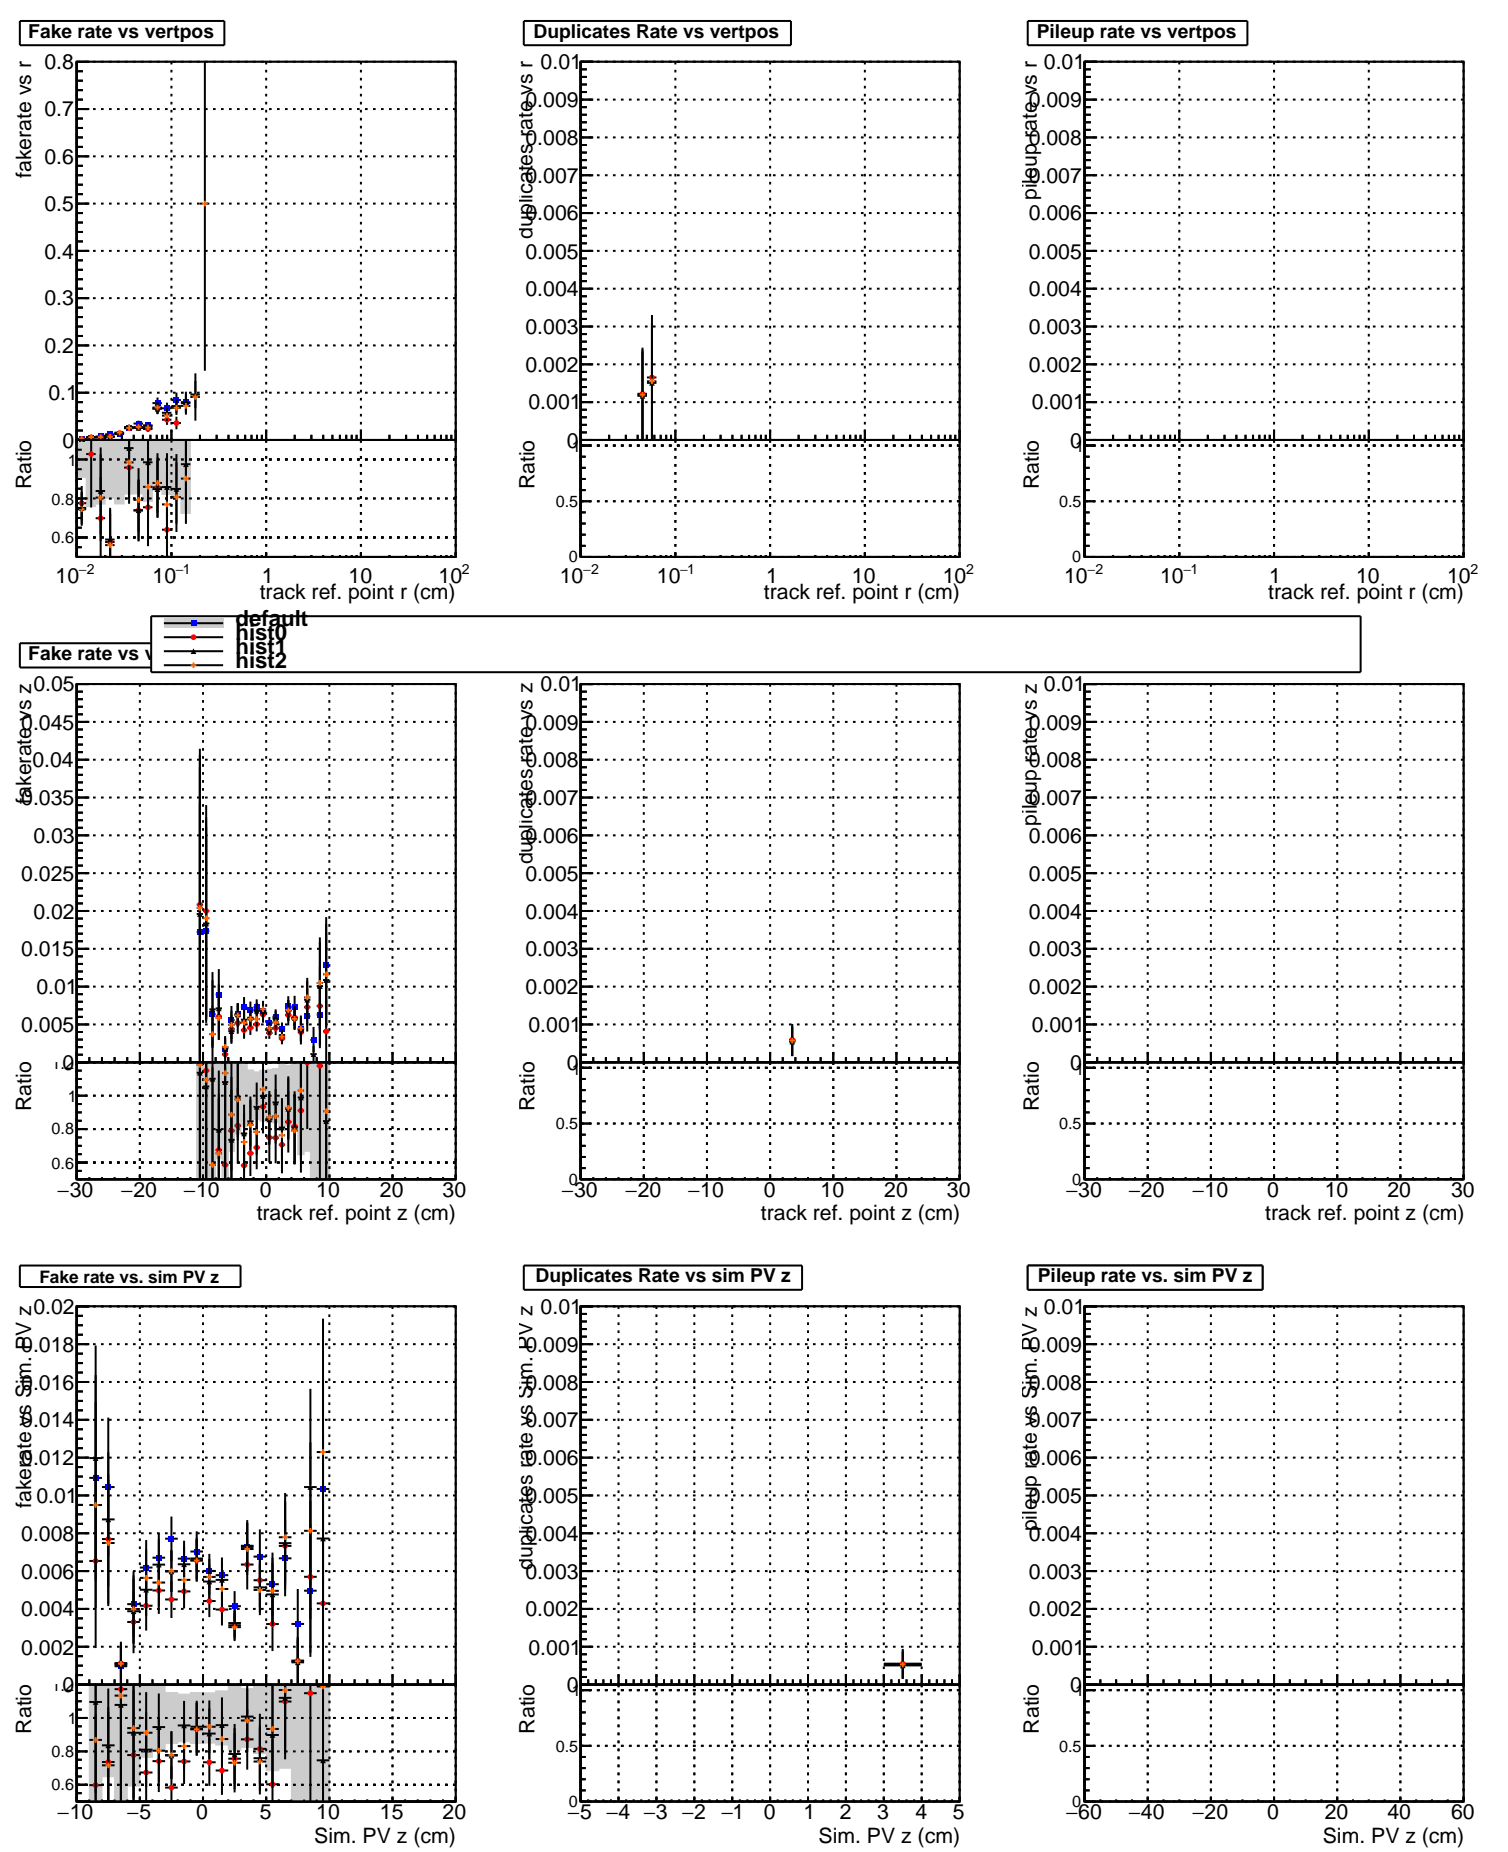 Fake rate vs vertpos
Duplicates Rate vs vertpos
Pileup rate vs vertpos
fakerate vs r
0.8
0.7
0.6
0.5
0.4
0.3
0.2
0.1
0
Ratio
1
0.8
0.6
10−2 10−1 1 10 102
track ref. point r (cm)
duplicates rate vs r
0.01
0.009
0.008
0.007
0.006
0.005
0.004
0.003
0.002
0.001
0
Ratio
1
0.5
0
10−2 10−1 1 10 102
track ref. point r (cm)
pileup rate vs r
0.01
0.009
0.008
0.007
0.006
0.005
0.004
0.003
0.002
0.001
0
Ratio
1
0.5
0
10−2 10−1 1 10 102
track ref. point r (cm)
default
hist0
hist1
hist2
Fake rate vs v
fakerate vs z
0.05
0.045
0.04
0.035
0.03
0.025
0.02
0.015
0.01
0.005
0
Ratio
1
0.8
0.6
−30 −20 −10 0 10 20 30
track ref. point z (cm)
duplicates rate vs z
0.01
0.009
0.008
0.007
0.006
0.005
0.004
0.003
0.002
0.001
0
Ratio
1
0.5
0
−30 −20 −10 0 10 20 30
track ref. point z (cm)
pileup rate vs z
0.01
0.009
0.008
0.007
0.006
0.005
0.004
0.003
0.002
0.001
0
Ratio
1
0.5
0
−30 −20 −10 0 10 20 30
track ref. point z (cm)
Fake rate vs. sim PV z
Duplicates Rate vs sim PV z
Pileup rate vs. sim PV z
fakerate vs Sim. PV z
0.02
0.018
0.016
0.014
0.012
0.01
0.008
0.006
0.004
0.002
0
Ratio
1
0.8
0.6
−10 −5 0 5 10 15 20
Sim. PV z (cm)
duplicates rate vs Sim. PV z
0.01
0.009
0.008
0.007
0.006
0.005
0.004
0.003
0.002
0.001
0
Ratio
1
0.5
0
−5 −4 −3 −2 −1 0 1 2 3 4 5
Sim. PV z (cm)
pileup rate vs Sim. PV z
0.01
0.009
0.008
0.007
0.006
0.005
0.004
0.003
0.002
0.001
0
Ratio
1
0.5
0
−60 −40 −20 0 20 40 60
Sim. PV z (cm)